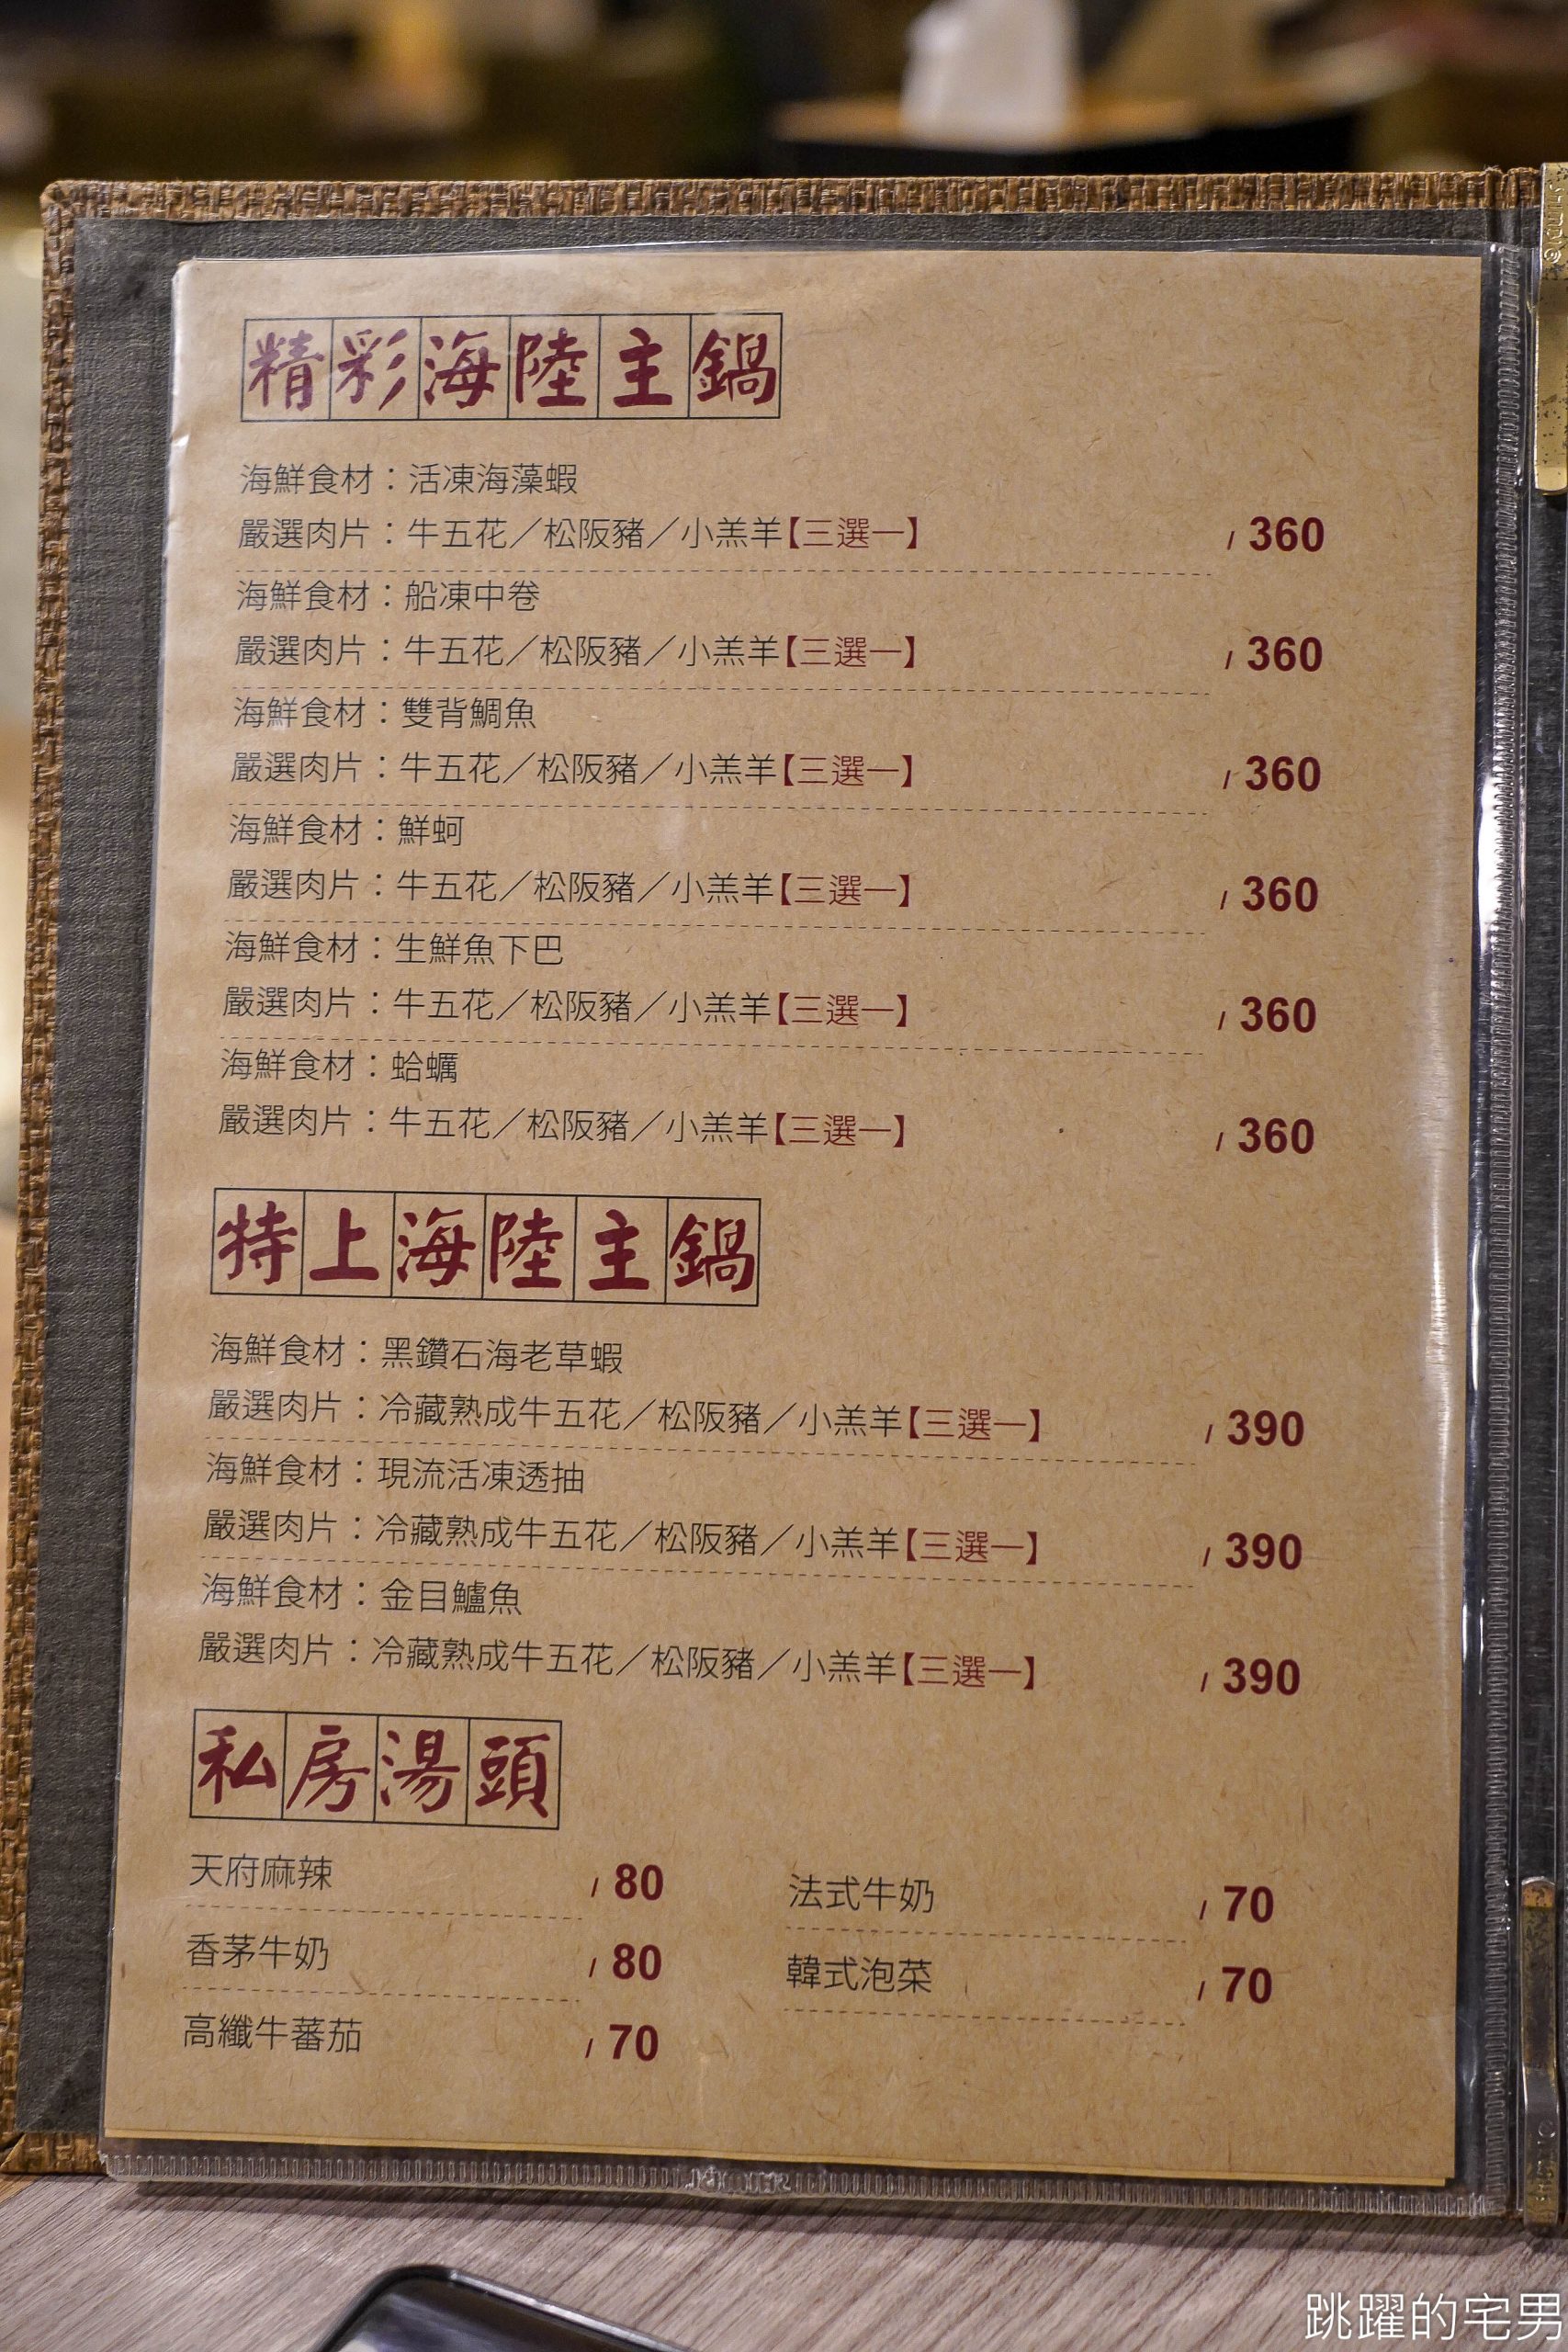 精彩海陸主鍋
海鮮食材：活凍海藻蝦
嚴選肉片：牛五花／松阪豬／小羔羊【三選一】 / 360
海鮮食材：船凍中卷
嚴選肉片：牛五花／松阪豬／小羔羊【三選一】 / 360
海鮮食材：雙背鯛魚
嚴選肉片：牛五花／松阪豬／小羔羊【三選一】 / 360
海鮮食材：鮮蚵
嚴選肉片：牛五花／松阪豬／小羔羊【三選一】 / 360
海鮮食材：生鮮魚下巴
嚴選肉片：牛五花／松阪豬／小羔羊【三選一】 / 360
海鮮食材：蛤蠣
嚴選肉片：牛五花／松阪豬／小羔羊【三選一】 / 360
特上海陸主鍋
海鮮食材：黑鑽石海老草蝦
嚴選肉片：冷藏熟成牛五花／松阪豬／小羔羊【三選一】 / 390
海鮮食材：現流活凍透抽
嚴選肉片：冷藏熟成牛五花／松阪豬／小羔羊【三選一】 / 390
海鮮食材：金目鱸魚
嚴選肉片：冷藏熟成牛五花／松阪豬／小羔羊【三選一】 / 390
私房湯頭
天府麻辣 / 80
香茅牛奶 / 80
高纖牛蕃茄 / 70
法式牛奶 / 70
韓式泡菜 / 70
跳躍的宅男